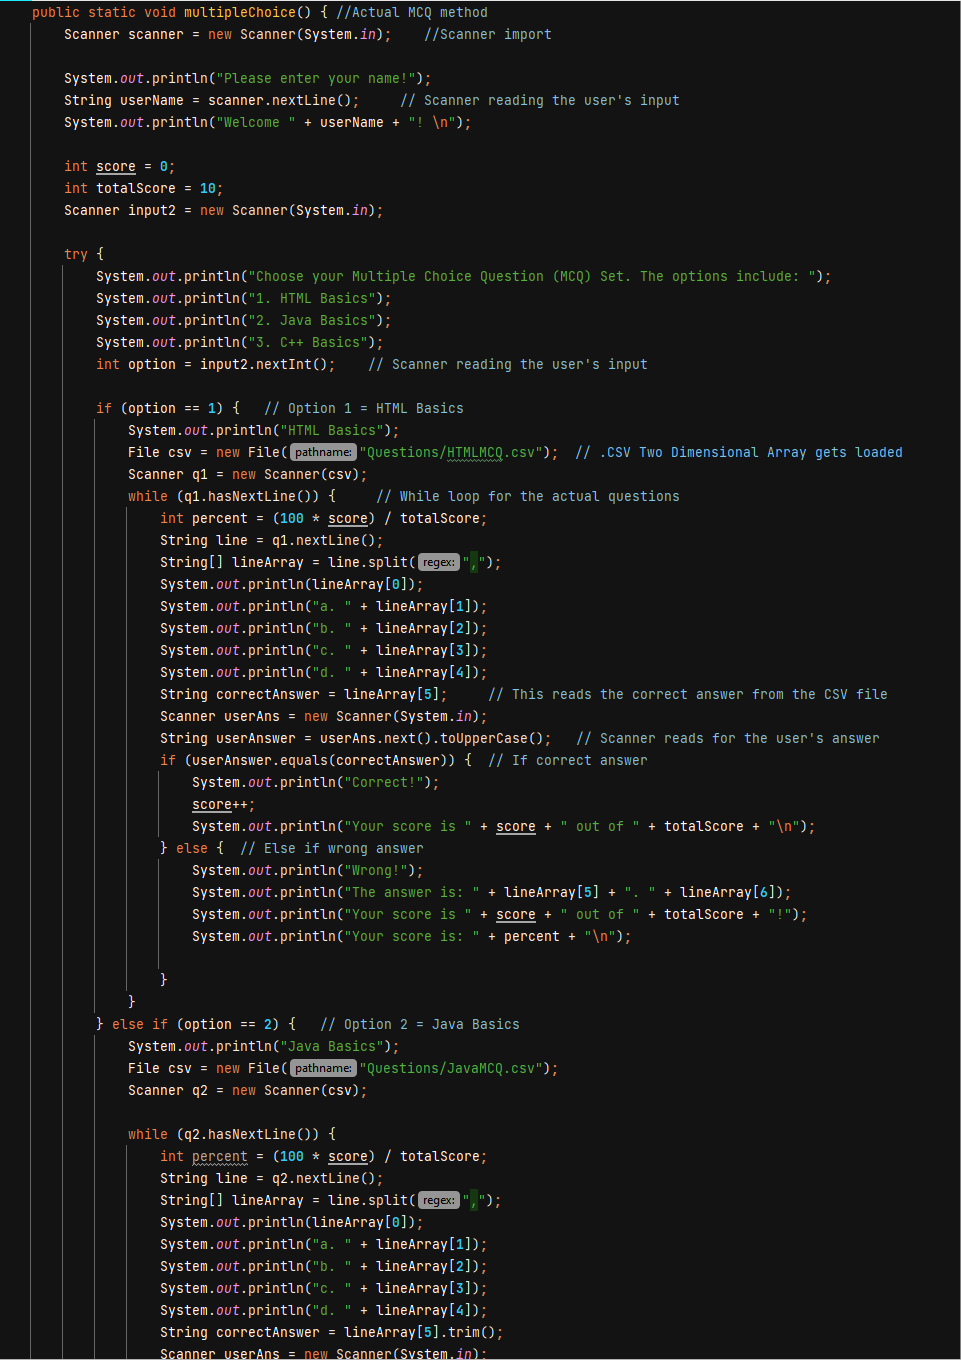 public static void multipleChoice() { //Actual MCQ method
Scanner scanner = new Scanner(System.in);    //Scanner import
System.out.println("Please enter your name!");
String userName = scanner.nextLine();     // Scanner reading the user's input
System.out.println("Welcome " + userName + "! \n");
int score = 0;
int totalScore = 10;
Scanner input2 = new Scanner(System.in);
try {
System.out.println("Choose your Multiple Choice Question (MCQ) Set. The options include: ");
System.out.println("1. HTML Basics");
System.out.println("2. Java Basics");
System.out.println("3. C++ Basics");
int option = input2.nextInt();    // Scanner reading the user's input
if (option == 1) {   // Option 1 = HTML Basics
System.out.println("HTML Basics");
File csv = new File( pathname: "Questions/HTMLMCQ.csv");  // .CSV Two Dimensional Array gets loaded
Scanner q1 = new Scanner(csv);
while (q1.hasNextLine()) {     // While loop for the actual questions
int percent = (100 * score) / totalScore;
String line = q1.nextLine();
String[] lineArray = line.split( regex: ",");
System.out.println(lineArray[0]);
System.out.println("a. " + lineArray[1]);
System.out.println("b. " + lineArray[2]);
System.out.println("c. " + lineArray[3]);
System.out.println("d. " + lineArray[4]);
String correctAnswer = lineArray[5];     // This reads the correct answer from the CSV file
Scanner userAns = new Scanner(System.in);
String userAnswer = userAns.next().toUpperCase();   // Scanner reads for the user's answer
if (userAnswer.equals(correctAnswer)) {  // If correct answer
System.out.println("Correct!");
score++;
System.out.println("Your score is " + score + " out of " + totalScore + "\n");
} else {  // Else if wrong answer
System.out.println("Wrong!");
System.out.println("The answer is: " + lineArray[5] + ". " + lineArray[6]);
System.out.println("Your score is " + score + " out of " + totalScore + "!");
System.out.println("Your score is: " + percent + "\n");
}
}
} else if (option == 2) {   // Option 2 = Java Basics
System.out.println("Java Basics");
File csv = new File( pathname: "Questions/JavaMCQ.csv");
Scanner q2 = new Scanner(csv);
while (q2.hasNextLine()) {
int percent = (100 * score) / totalScore;
String line = q2.nextLine();
String[] lineArray = line.split( regex: ",");
System.out.println(lineArray[0]);
System.out.println("a. " + lineArray[1]);
System.out.println("b. " + lineArray[2]);
System.out.println("c. " + lineArray[3]);
System.out.println("d. " + lineArray[4]);
String correctAnswer = lineArray[5].trim();
Scanner userAns = new Scanner(System.in);